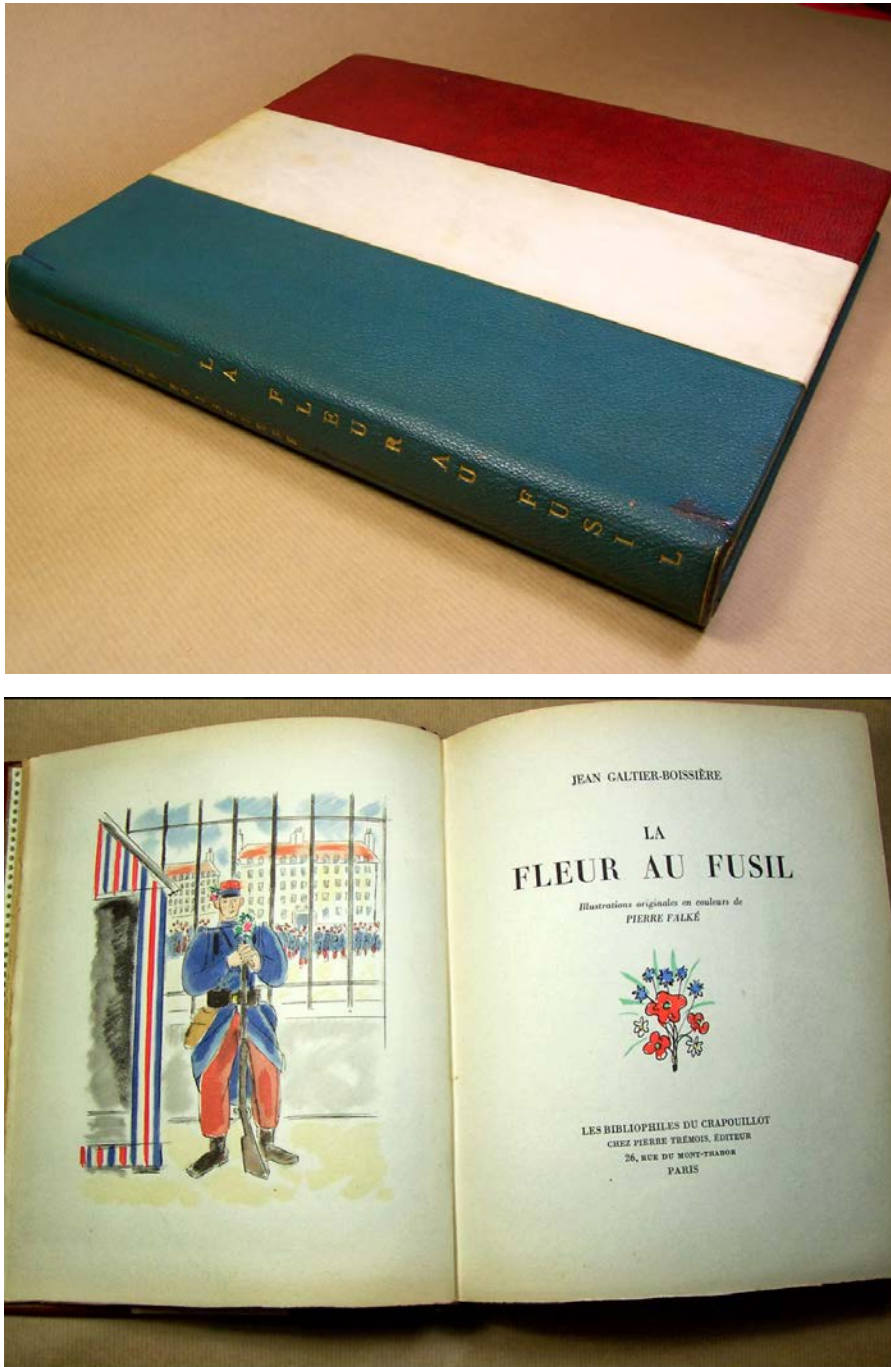 LA FLEUR AU FUSIL
JEAN GALTIER-BOISSIÈRE
LA
FLEUR AU FUSIL
Illustrations originales en couleurs de
PIERRE FALKÉ
LES BIBLIOPHILES DU CRAPOUILLOT
CHEZ PIERRE TRÉMOIS, ÉDITEUR
26, RUE DU MONT-THABOR
PARIS